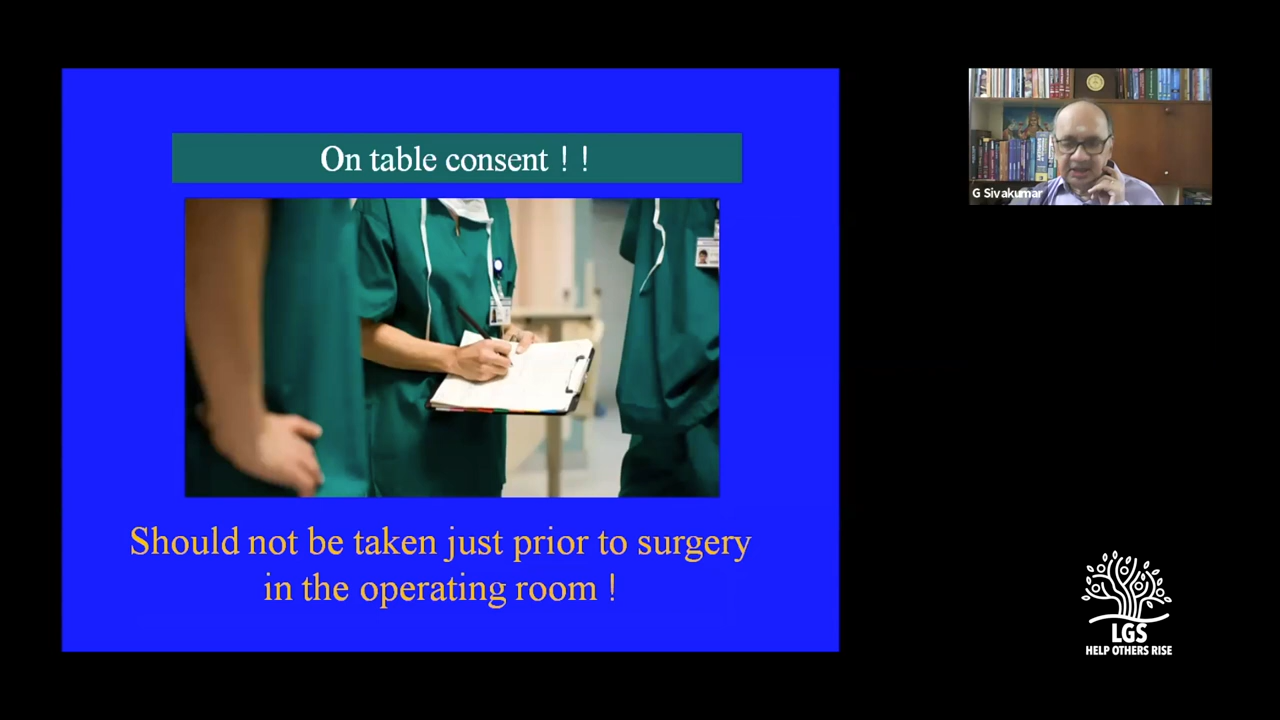 On table consent ! !
Should not be taken just prior to surgery
in the operating room !
G Sivakumar
LGS
HELP OTHERS RISE